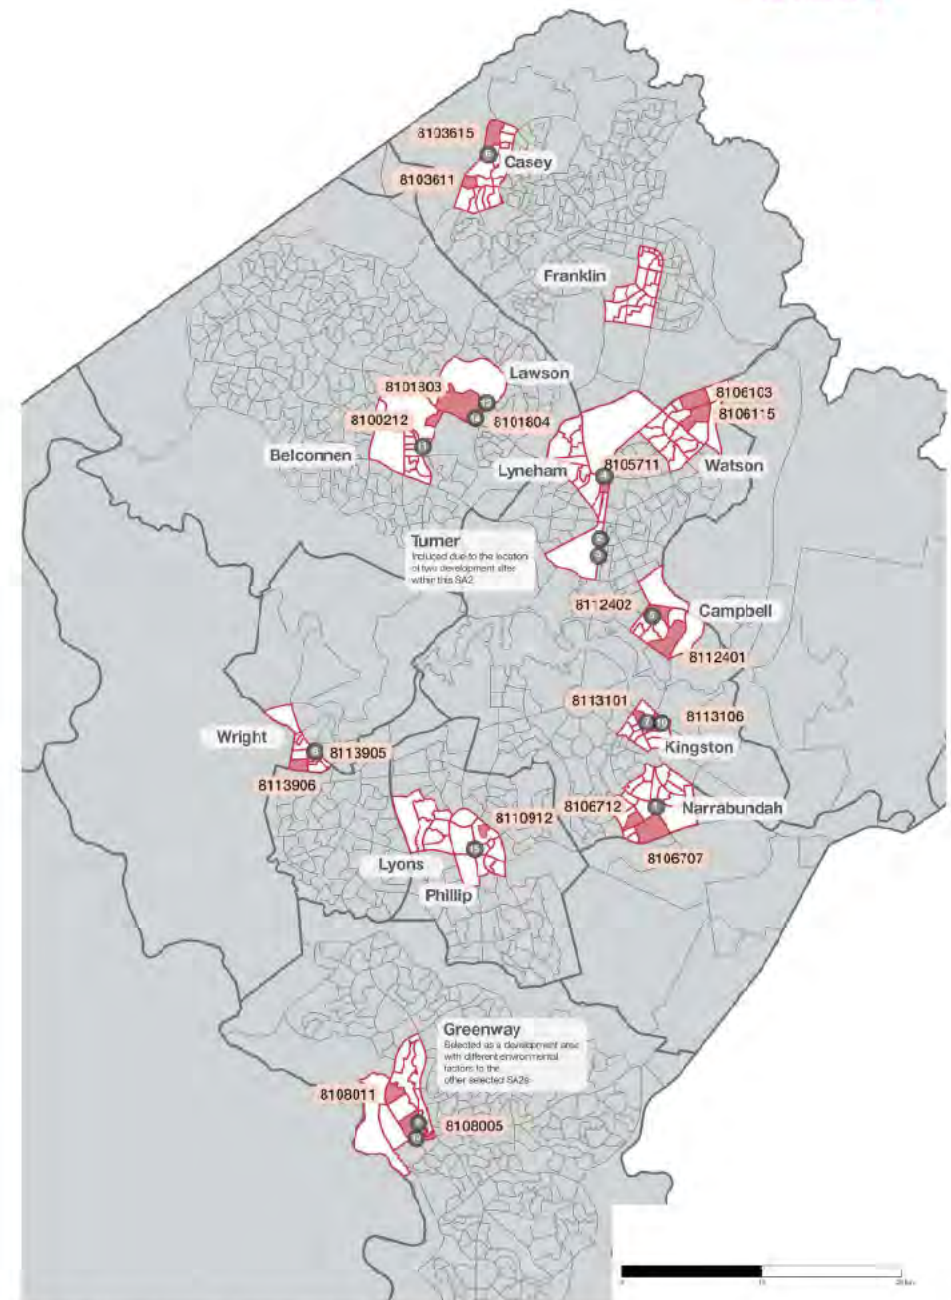 8103615
Casey
8103611
Franklin
Lawson
8101803
8106103
8100212
8106115
8101804
Belconnen
Lyneham
8105711
Watson
Turner
Included due to the location
of two development sites
within this SA2
8112402
Campbell
8112401
8113101
8113106
Wright
8113905
Kingston
8113906
8106712
Narrabundah
8110912
Lyons
8106707
Phillip
Greenway
Selected as a development area
with different environmental
factors to the
other selected SA2s
8108011
8108005